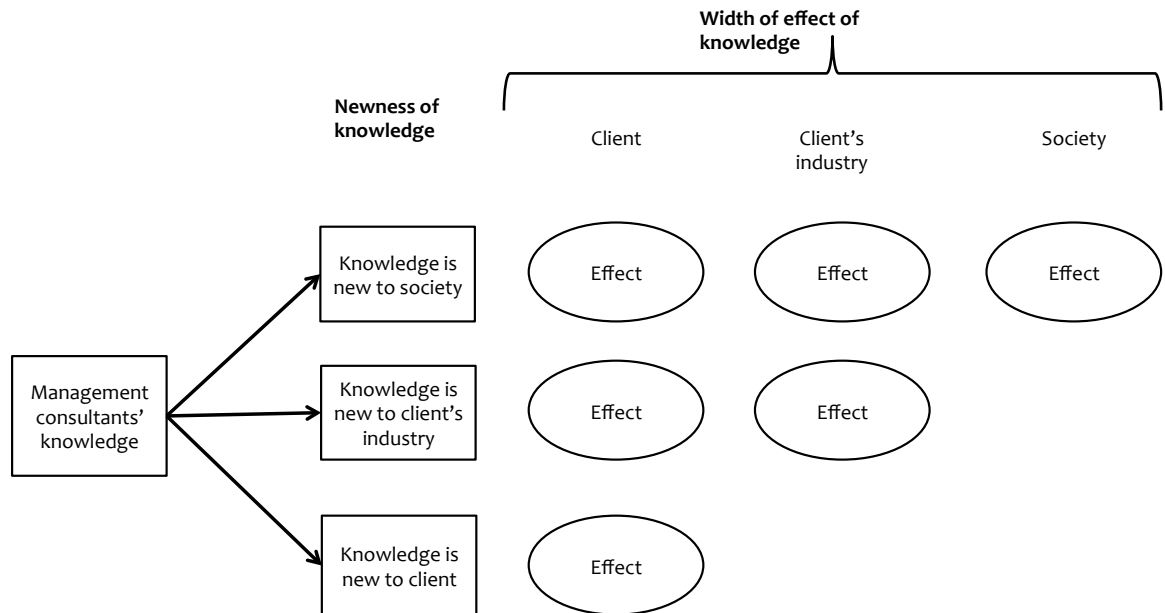 Width of effect of
knowledge
Newness of
knowledge
Client
Client’s
industry
Society
Knowledge is
new to society
Effect
Effect
Effect
Management
consultants’
knowledge
Knowledge is
new to client’s
industry
Effect
Effect
Knowledge is
new to client
Effect